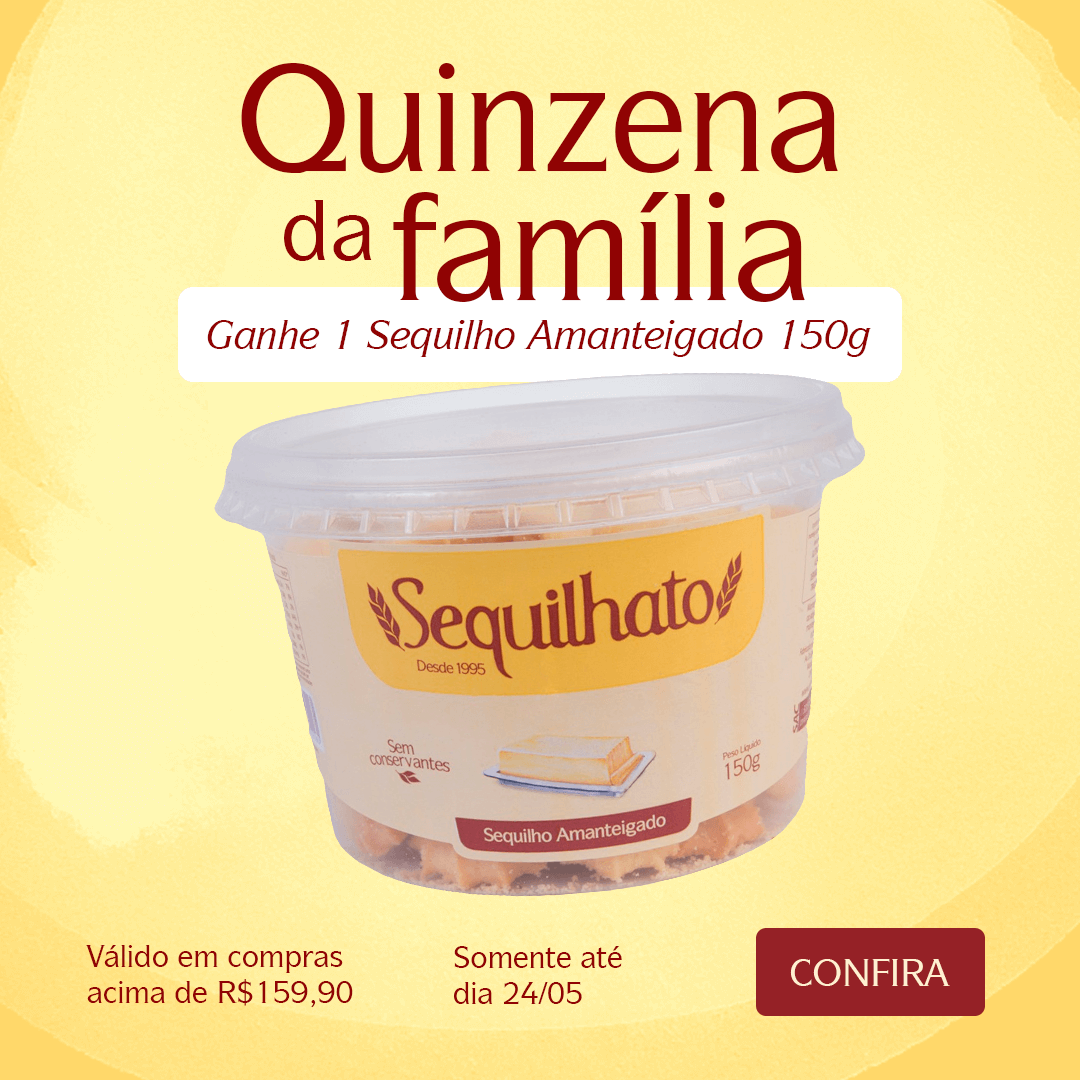 Quinzena
da família
Ganhe 1 Sequilho Amanteigado 150g
Sequilhato
Desde 1995
Sem
conservantes
Peso Líquido
150g
SAC
Sequilho Amanteigado
Válido em compras
acima de R$159,90
Somente até
dia 24/05
CONFIRA